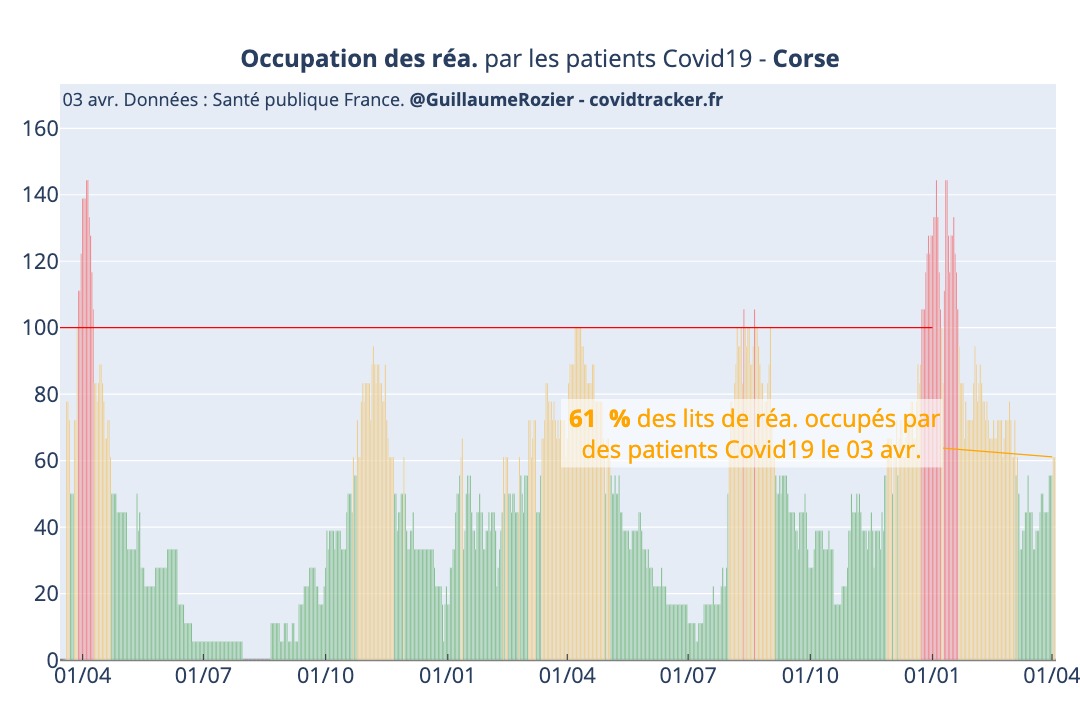 Occupation des réa. par les patients Covid19 - Corse
03 avr. Données : Santé publique France. @GuillaumeRozier - covidtracker.fr
160
140
120
100
80
61 % des lits de réa. occupés par
des patients Covid19 le 03 avr.
60
40
20
0
01/04 01/07 01/10 01/01 01/04 01/07 01/10 01/01 01/04